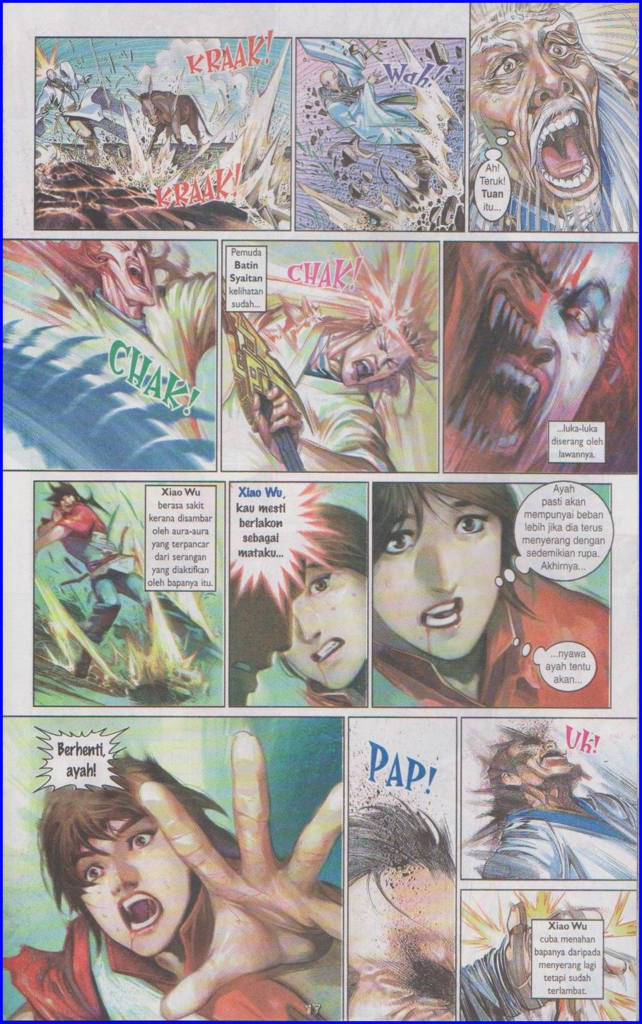 KRAAK!
KRAAK!
Wah!
Ah!
Teruk!
Tuan
itu...
CHAK!
Pemuda
Batin
Syaitan
kelihatan
sudah...
CHAK!
...luka-luka
diserang oleh
lawannya.
Xiao Wu
berasa sakit
kerana disambar
oleh aura-aura
yang terpancar
dari serangan
yang diaktifkan
oleh bapanya itu.
Xiao Wu,
kau mesti
berlakon
sebagai
mataku...
Ayah
pasti akan
mempunyai beban
lebih jika dia terus
menyerang dengan
sedemikian rupa.
Akhirnya...
...nyawa
ayah tentu
akan...
Berhenti,
ayah!
PAP!
Uh!
Xiao Wu
cuba menahan
bapanya daripada
menyerang lagi
tetapi sudah
terlambat.
17